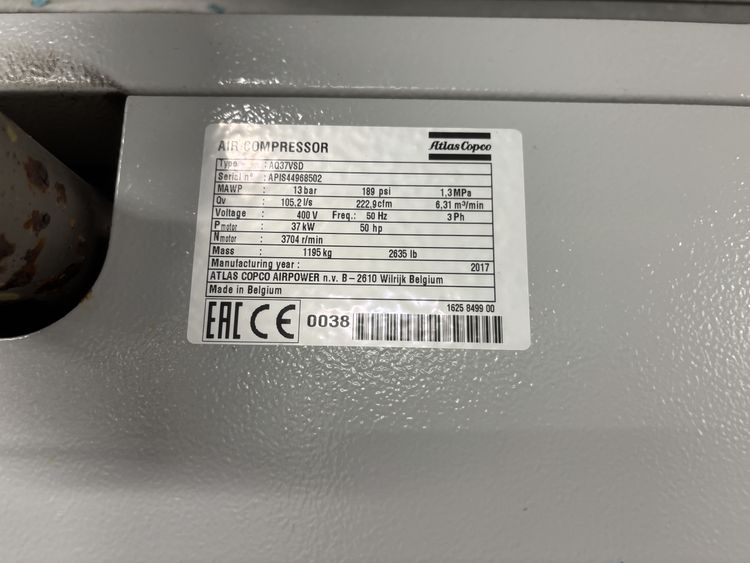 AIR COMPRESSOR
Atlas Copco
Type : AQ37VSD
Serial n° : APIS44968502
MAWP : 13 bar 189 psi 1,3 MPa
Qv : 105,2 l/s 222,9 cfm 6,31 m³/min
Voltage : 400 V Freq.: 50 Hz 3 Ph
Pmotor : 37 kW 50 hp
Nmotor : 3704 r/min
Mass : 1195 kg 2635 lb
Manufacturing year : 2017
ATLAS COPCO AIRPOWER n.v. B – 2610 Wilrijk Belgium
Made in Belgium
1625 8499 00
EAC CE 0038